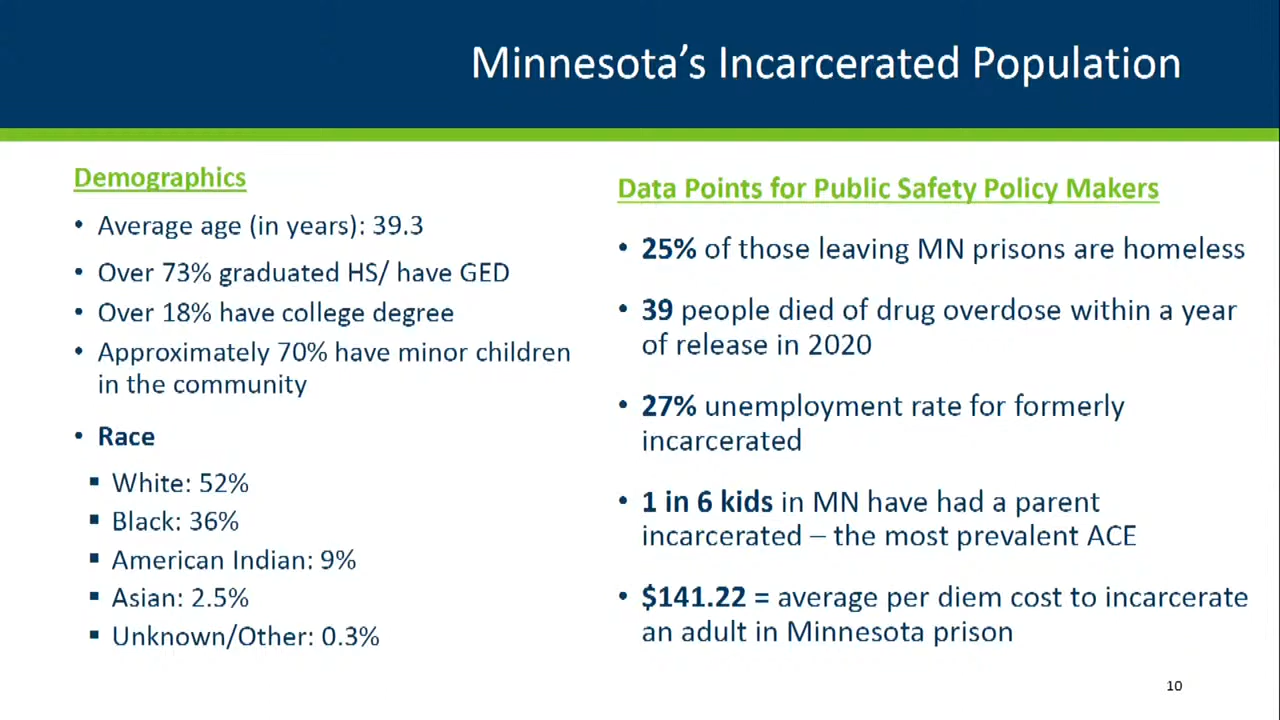 Minnesota's Incarcerated Population
Demographics
• Average age (in years): 39.3
• Over 73% graduated HS/ have GED
• Over 18% have college degree
• Approximately 70% have minor children
in the community
• Race
▪ White: 52%
▪ Black: 36%
▪ American Indian: 9%
▪ Asian: 2.5%
▪ Unknown/Other: 0.3%
Data Points for Public Safety Policy Makers
• 25% of those leaving MN prisons are homeless
• 39 people died of drug overdose within a year
of release in 2020
• 27% unemployment rate for formerly
incarcerated
• 1 in 6 kids in MN have had a parent
incarcerated – the most prevalent ACE
• $141.22 = average per diem cost to incarcerate
an adult in Minnesota prison
10